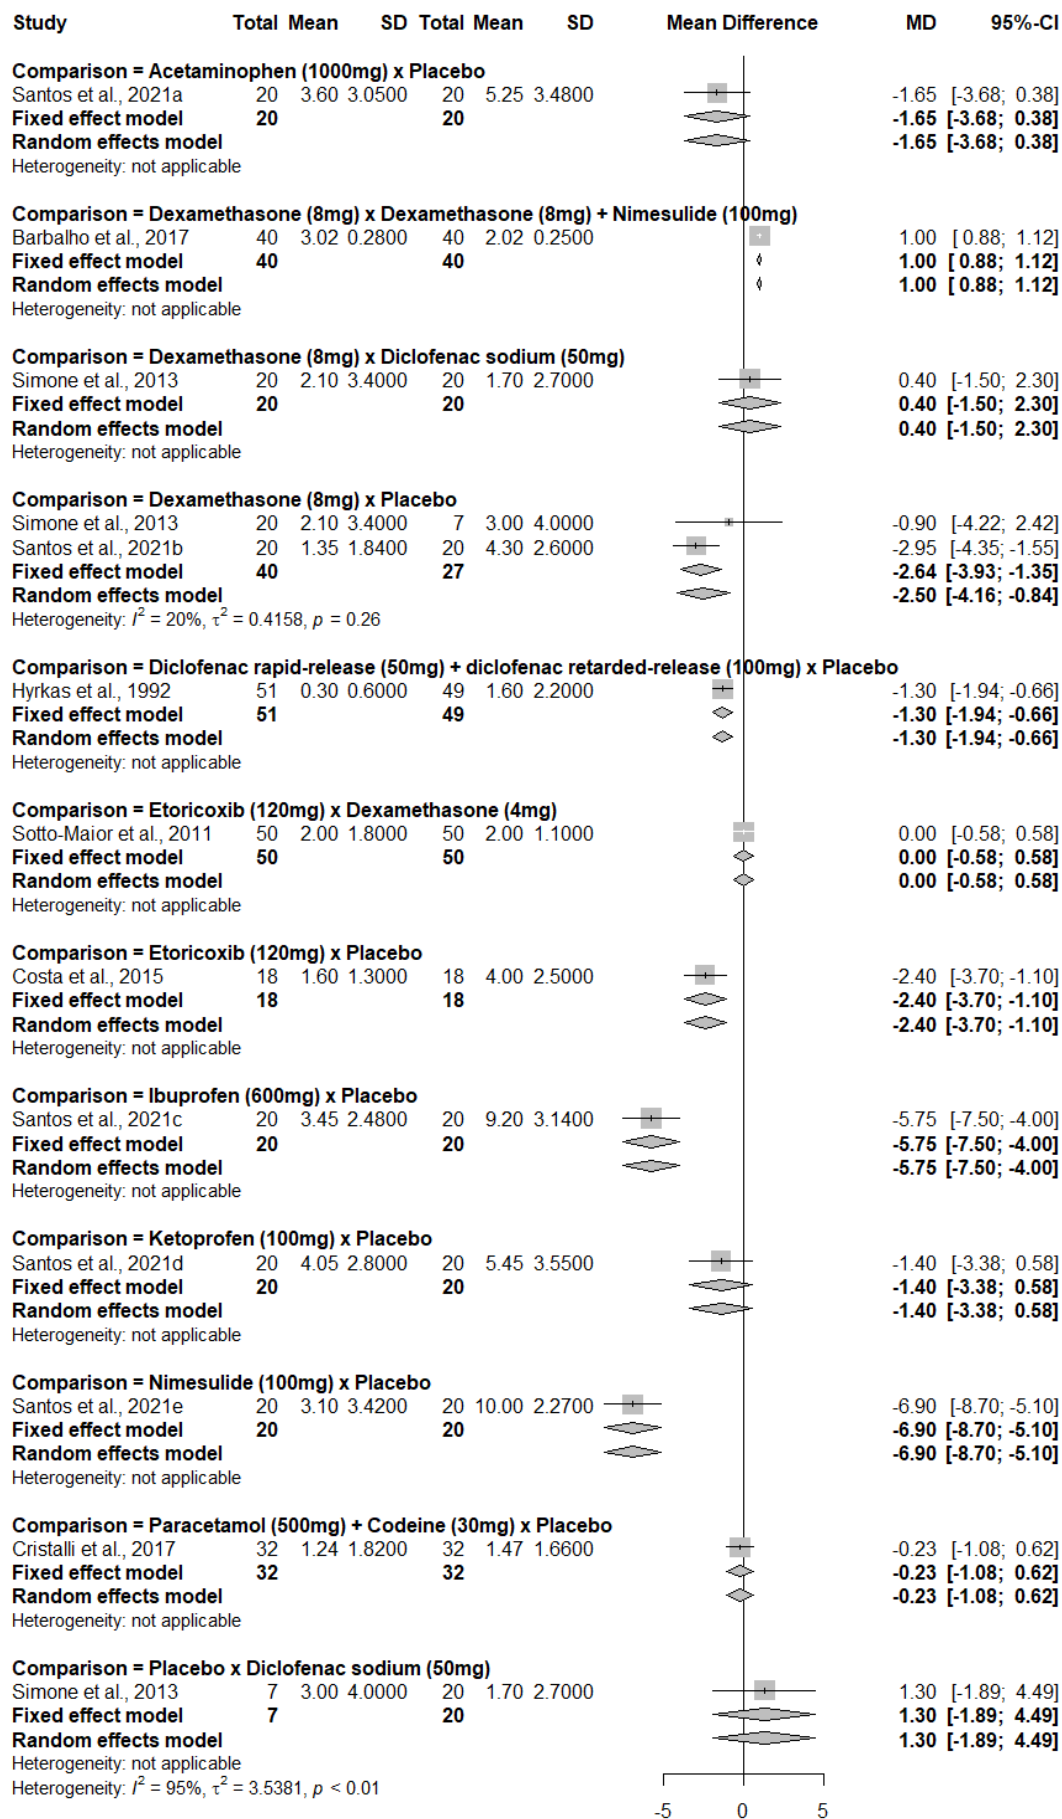 Study Total Mean SD Total Mean SD Mean Difference MD 95%-CI
Comparison = Acetaminophen (1000mg) x Placebo
Santos et al., 2021a 20 3.60 3.0500 20 5.25 3.4800 -1.65 [-3.68; 0.38]
Fixed effect model 20 20 -1.65 [-3.68; 0.38]
Random effects model -1.65 [-3.68; 0.38]
Heterogeneity: not applicable
Comparison = Dexamethasone (8mg) x Dexamethasone (8mg) + Nimesulide (100mg)
Barbalho et al., 2017 40 3.02 0.2800 40 2.02 0.2500 1.00 [ 0.88; 1.12]
Fixed effect model 40 40 1.00 [ 0.88; 1.12]
Random effects model 1.00 [ 0.88; 1.12]
Heterogeneity: not applicable
Comparison = Dexamethasone (8mg) x Diclofenac sodium (50mg)
Simone et al., 2013 20 2.10 3.4000 20 1.70 2.7000 0.40 [-1.50; 2.30]
Fixed effect model 20 20 0.40 [-1.50; 2.30]
Random effects model 0.40 [-1.50; 2.30]
Heterogeneity: not applicable
Comparison = Dexamethasone (8mg) x Placebo
Simone et al., 2013 20 2.10 3.4000 7 3.00 4.0000 -0.90 [-4.22; 2.42]
Santos et al., 2021b 20 1.35 1.8400 20 4.30 2.6000 -2.95 [-4.35; -1.55]
Fixed effect model 40 27 -2.64 [-3.93; -1.35]
Random effects model -2.50 [-4.16; -0.84]
Heterogeneity: I² = 20%, τ² = 0.4158, p = 0.26
Comparison = Diclofenac rapid-release (50mg) + diclofenac retarded-release (100mg) x Placebo
Hyrkas et al., 1992 51 0.30 0.6000 49 1.60 2.2000 -1.30 [-1.94; -0.66]
Fixed effect model 51 49 -1.30 [-1.94; -0.66]
Random effects model -1.30 [-1.94; -0.66]
Heterogeneity: not applicable
Comparison = Etoricoxib (120mg) x Dexamethasone (4mg)
Sotto-Maior et al., 2011 50 2.00 1.8000 50 2.00 1.1000 0.00 [-0.58; 0.58]
Fixed effect model 50 50 0.00 [-0.58; 0.58]
Random effects model 0.00 [-0.58; 0.58]
Heterogeneity: not applicable
Comparison = Etoricoxib (120mg) x Placebo
Costa et al., 2015 18 1.60 1.3000 18 4.00 2.5000 -2.40 [-3.70; -1.10]
Fixed effect model 18 18 -2.40 [-3.70; -1.10]
Random effects model -2.40 [-3.70; -1.10]
Heterogeneity: not applicable
Comparison = Ibuprofen (600mg) x Placebo
Santos et al., 2021c 20 3.45 2.4800 20 9.20 3.1400 -5.75 [-7.50; -4.00]
Fixed effect model 20 20 -5.75 [-7.50; -4.00]
Random effects model -5.75 [-7.50; -4.00]
Heterogeneity: not applicable
Comparison = Ketoprofen (100mg) x Placebo
Santos et al., 2021d 20 4.05 2.8000 20 5.45 3.5500 -1.40 [-3.38; 0.58]
Fixed effect model 20 20 -1.40 [-3.38; 0.58]
Random effects model -1.40 [-3.38; 0.58]
Heterogeneity: not applicable
Comparison = Nimesulide (100mg) x Placebo
Santos et al., 2021e 20 3.10 3.4200 20 10.00 2.2700 -6.90 [-8.70; -5.10]
Fixed effect model 20 20 -6.90 [-8.70; -5.10]
Random effects model -6.90 [-8.70; -5.10]
Heterogeneity: not applicable
Comparison = Paracetamol (500mg) + Codeine (30mg) x Placebo
Cristalli et al., 2017 32 1.24 1.8200 32 1.47 1.6600 -0.23 [-1.08; 0.62]
Fixed effect model 32 32 -0.23 [-1.08; 0.62]
Random effects model -0.23 [-1.08; 0.62]
Heterogeneity: not applicable
Comparison = Placebo x Diclofenac sodium (50mg)
Simone et al., 2013 7 3.00 4.0000 20 1.70 2.7000 1.30 [-1.89; 4.49]
Fixed effect model 7 20 1.30 [-1.89; 4.49]
Random effects model 1.30 [-1.89; 4.49]
Heterogeneity: not applicable
Heterogeneity: I² = 95%, τ² = 3.5381, p < 0.01
-5 0 5